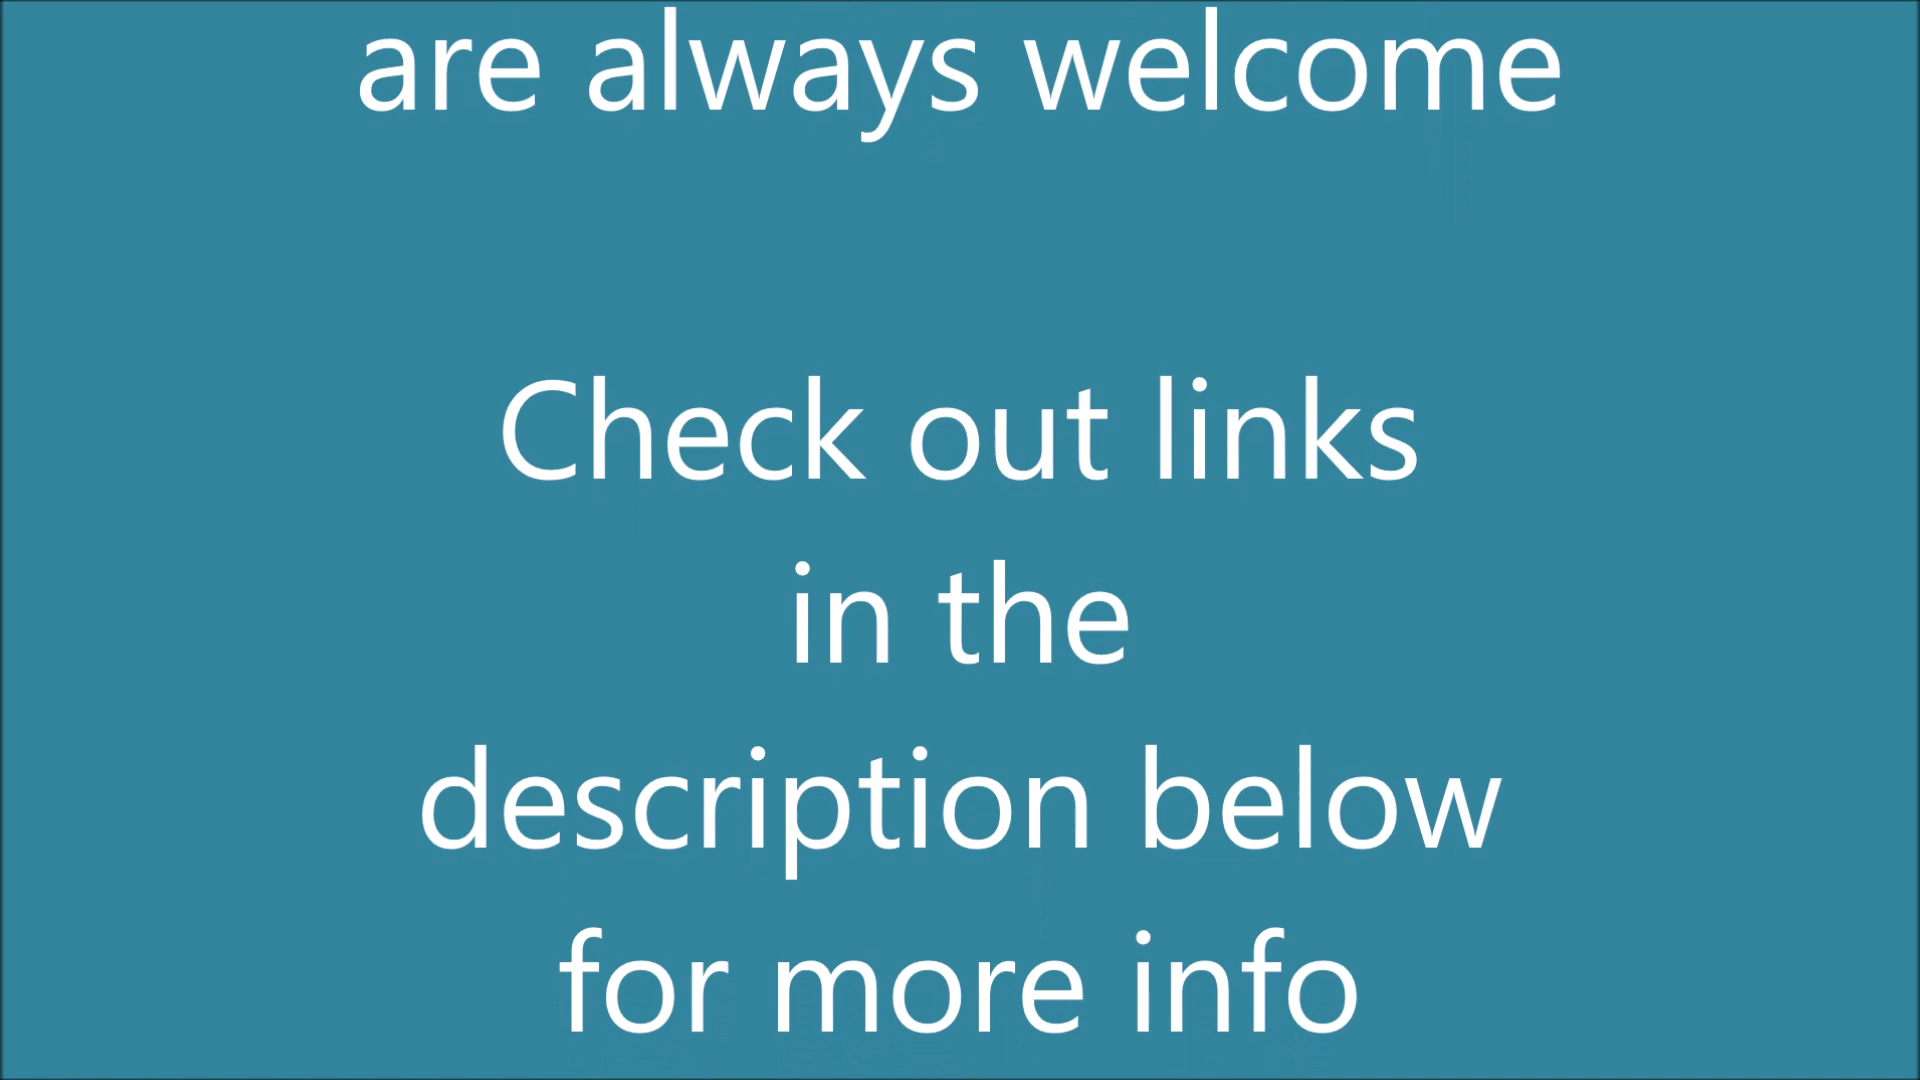 are always welcome
Check out links
in the
description below
for more info